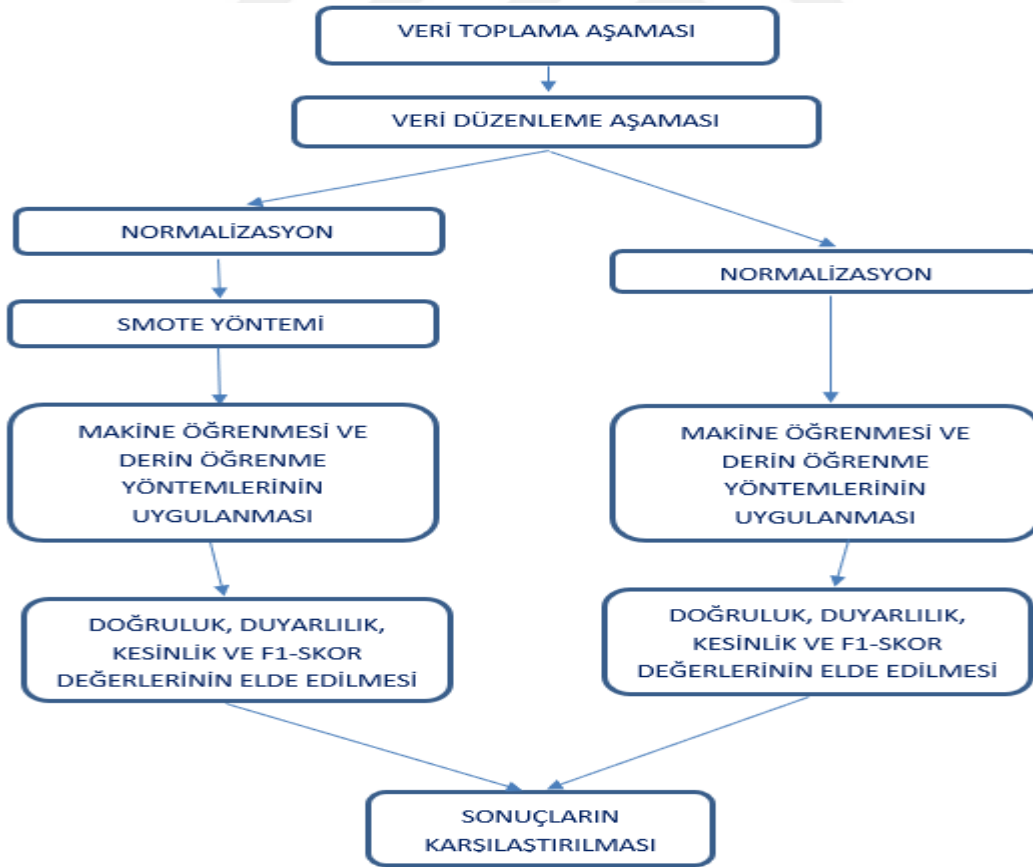 VERİ TOPLAMA AŞAMASI
VERİ DÜZENLEME AŞAMASI
NORMALİZASYON
SMOTE YÖNTEMİ
MAKİNE ÖĞRENMESİ VE
DERİN ÖĞRENME
YÖNTEMLERİNİN
UYGULANMASI
DOĞRULUK, DUYARLILIK,
KESİNLİK VE F1-SKOR
DEĞERLERİNİN ELDE EDİLMESİ
NORMALİZASYON
MAKİNE ÖĞRENMESİ VE
DERİN ÖĞRENME
YÖNTEMLERİNİN
UYGULANMASI
DOĞRULUK, DUYARLILIK,
KESİNLİK VE F1-SKOR
DEĞERLERİNİN ELDE EDİLMESİ
SONUÇLARIN
KARŞILAŞTIRILMASI